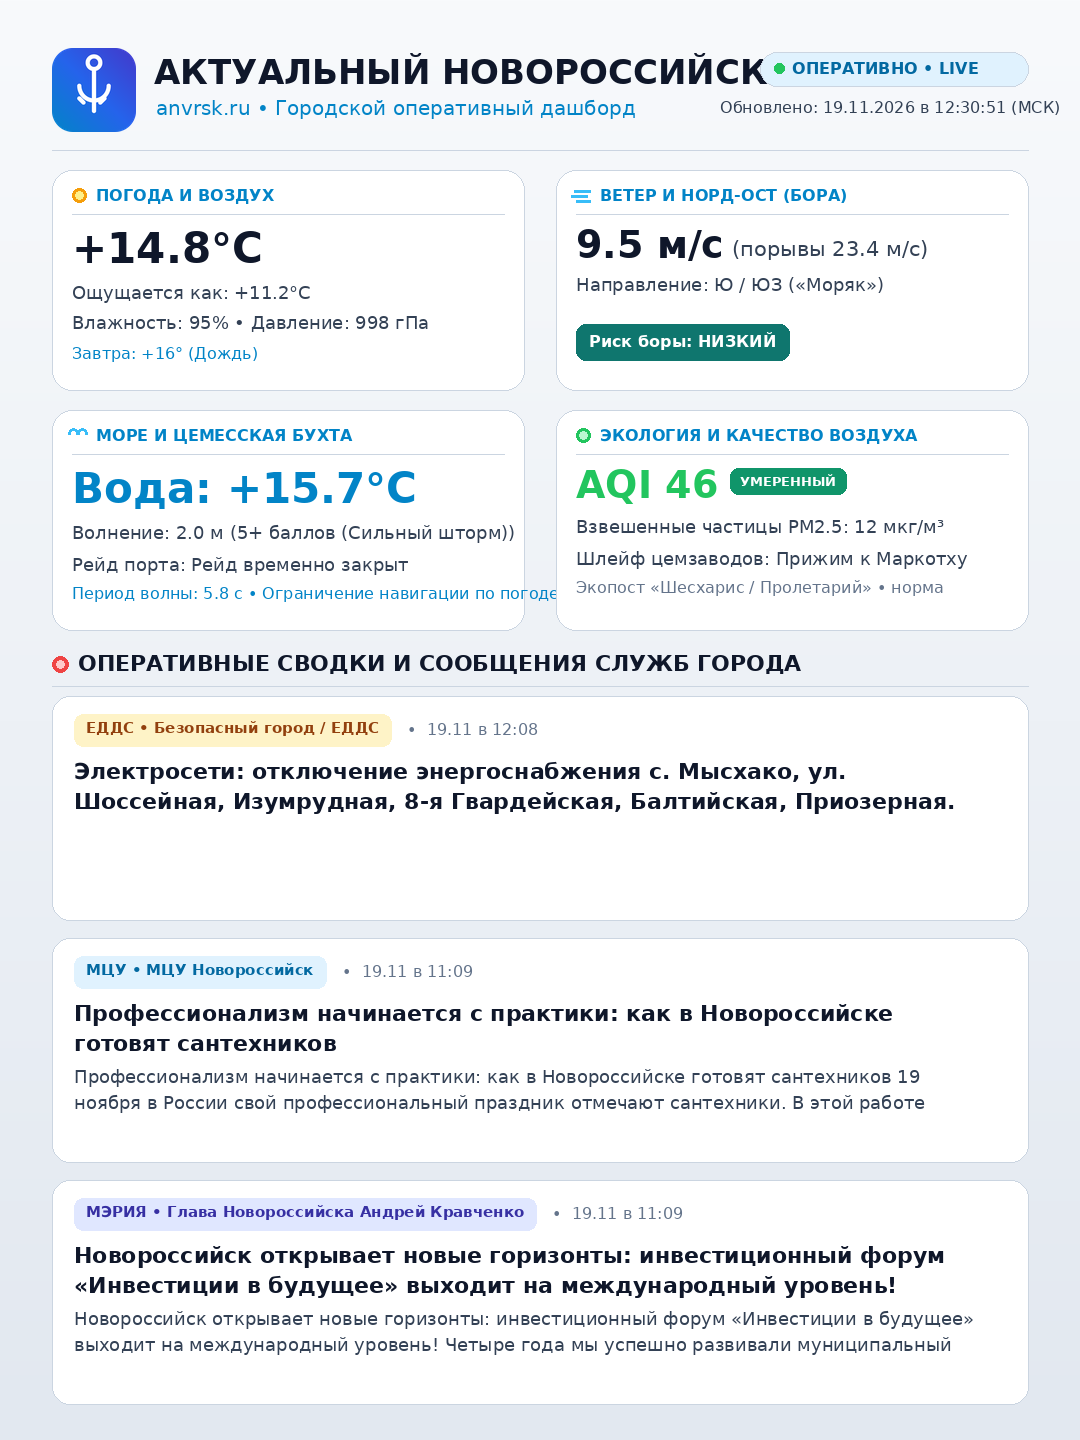 АКТУАЛЬНЫЙ НОВОРОССИЙСК
ОПЕРАТИВНО • LIVE
anvrsk.ru • Городской оперативный дашборд
Обновлено: 19.11.2026 в 12:30:51 (МСК)
ПОГОДА И ВОЗДУХ
+14.8°C
Ощущается как: +11.2°C
Влажность: 95% • Давление: 998 гПа
Завтра: +16° (Дождь)
ВЕТЕР И НОРД-ОСТ (БОРА)
9.5 м/с (порывы 23.4 м/с)
Направление: Ю / ЮЗ («Моряк»)
Риск боры: НИЗКИЙ
МОРЕ И ЦЕМЕССКАЯ БУХТА
Вода: +15.7°C
Волнение: 2.0 м (5+ баллов (Сильный шторм))
Рейд порта: Рейд временно закрыт
Период волны: 5.8 с • Ограничение навигации по погоде
ЭКОЛОГИЯ И КАЧЕСТВО ВОЗДУХА
AQI 46 УМЕРЕННЫЙ
Взвешенные частицы PM2.5: 12 мкг/м³
Шлейф цемзаводов: Прижим к Маркотху
Экопост «Шесхарис / Пролетарий» • норма
ОПЕРАТИВНЫЕ СВОДКИ И СООБЩЕНИЯ СЛУЖБ ГОРОДА
ЕДДС • Безопасный город / ЕДДС • 19.11 в 12:08
Электросети: отключение энергоснабжения с. Мысхако, ул.
Шоссейная, Изумрудная, 8-я Гвардейская, Балтийская, Приозерная.
МЦУ • МЦУ Новороссийск • 19.11 в 11:09
Профессионализм начинается с практики: как в Новороссийске
готовят сантехников
Профессионализм начинается с практики: как в Новороссийске готовят сантехников 19
ноября в России свой профессиональный праздник отмечают сантехники. В этой работе
МЭРИЯ • Глава Новороссийска Андрей Кравченко • 19.11 в 11:09
Новороссийск открывает новые горизонты: инвестиционный форум
«Инвестиции в будущее» выходит на международный уровень!
Новороссийск открывает новые горизонты: инвестиционный форум «Инвестиции в будущее»
выходит на международный уровень! Четыре года мы успешно развивали муниципальный